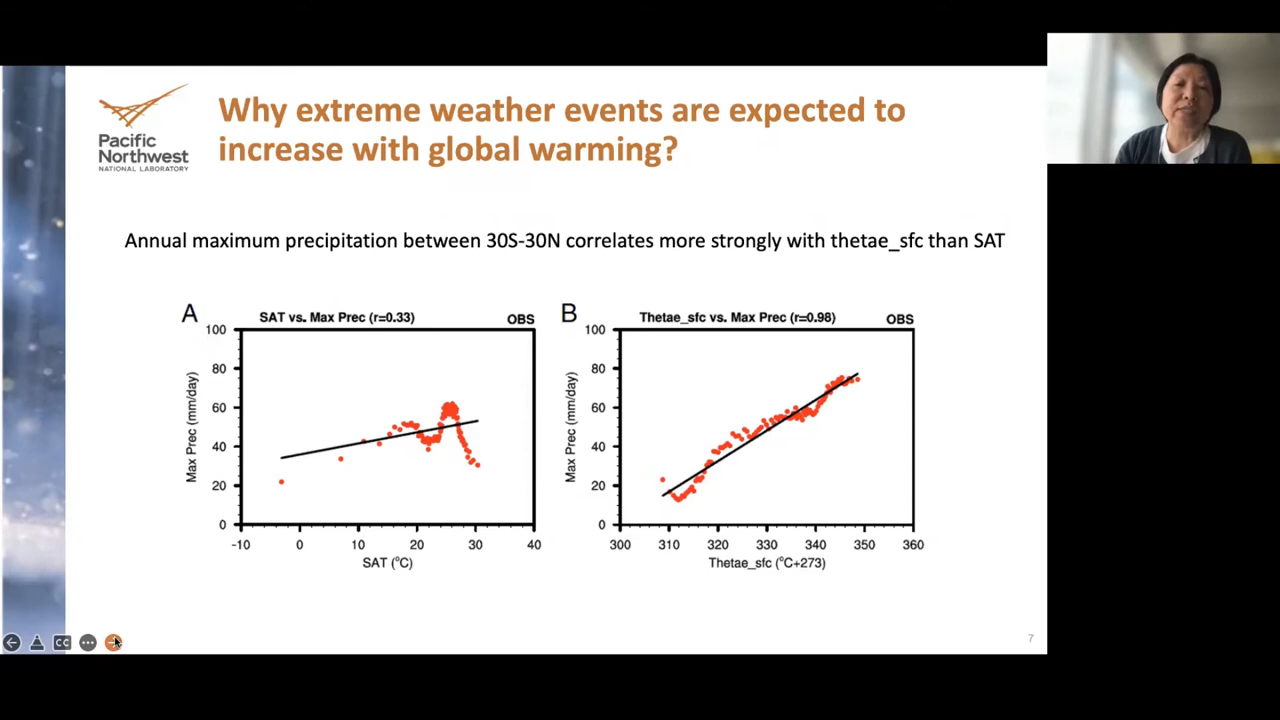 Pacific
Northwest
NATIONAL LABORATORY
Why extreme weather events are expected to
increase with global warming?
Annual maximum precipitation between 30S-30N correlates more strongly with thetae_sfc than SAT
A
SAT vs. Max Prec (r=0.33)
OBS
100
80
60
40
20
0
Max Prec (mm/day)
-10
0
10
20
30
40
SAT (°C)
B
Thetae_sfc vs. Max Prec (r=0.98)
OBS
100
80
60
40
20
0
Max Prec (mm/day)
300
310
320
330
340
350
360
Thetae_sfc (°C+273)
CC
7